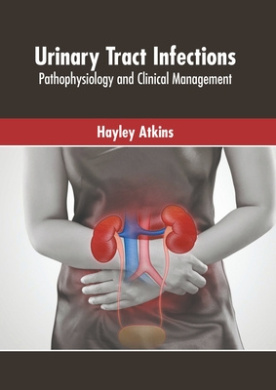 Urinary Tract Infections
Pathophysiology and Clinical Management
Hayley Atkins